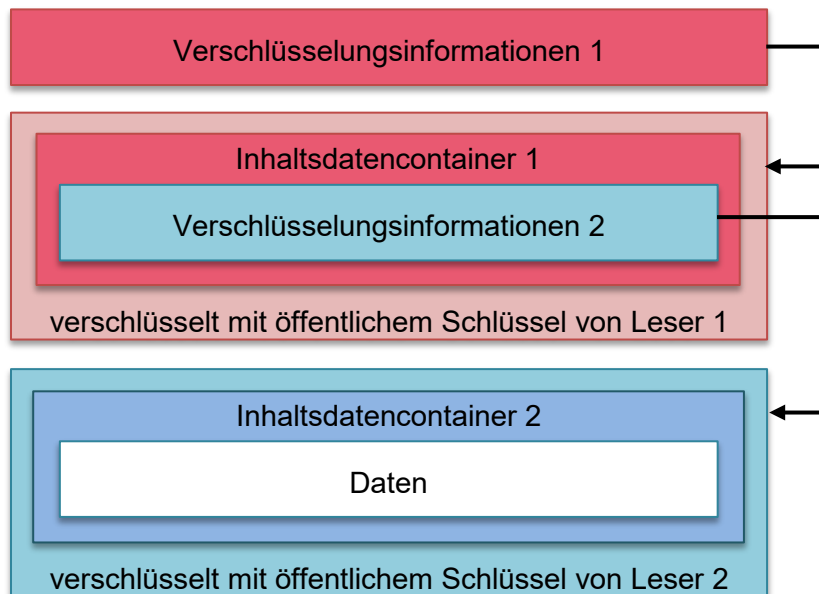 Verschlüsselungsinformationen 1
Inhaltsdatencontainer 1
Verschlüsselungsinformationen 2
verschlüsselt mit öffentlichem Schlüssel von Leser 1
Inhaltsdatencontainer 2
Daten
verschlüsselt mit öffentlichem Schlüssel von Leser 2